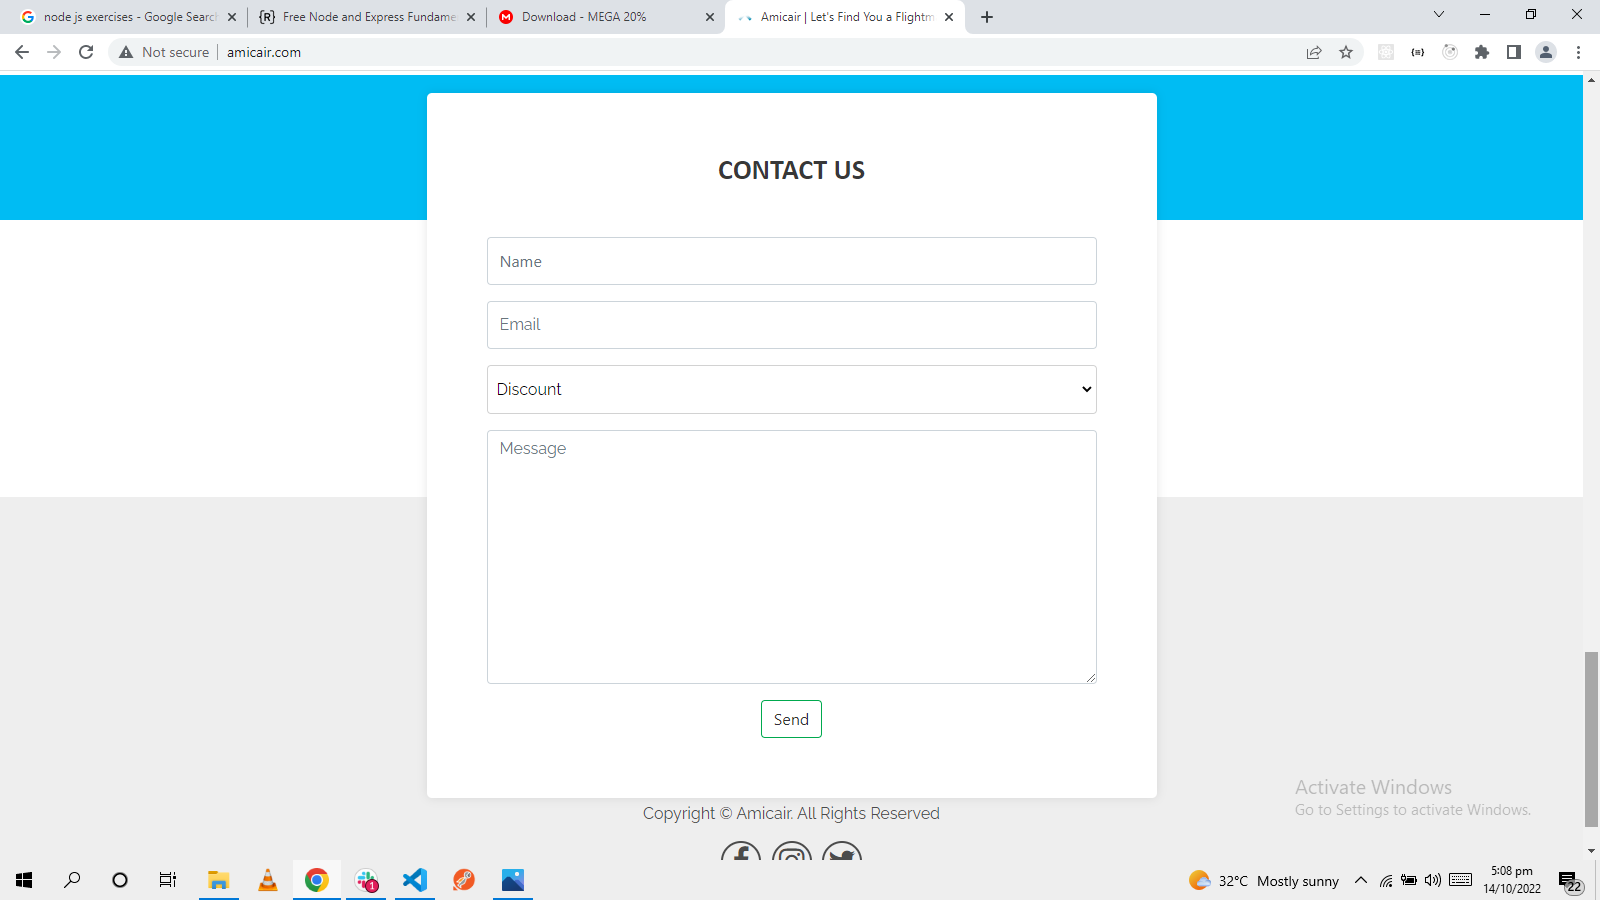 node js exercises - Google Search
{R} Free Node and Express Fundame
M Download - MEGA 20%
Amicair | Let's Find You a Flightm
Not secure amicair.com
CONTACT US
Name
Email
Discount
Message
Send
Activate Windows
Go to Settings to activate Windows.
Copyright © Amicair. All Rights Reserved
1
32°C Mostly sunny
5:08 pm
14/10/2022
22